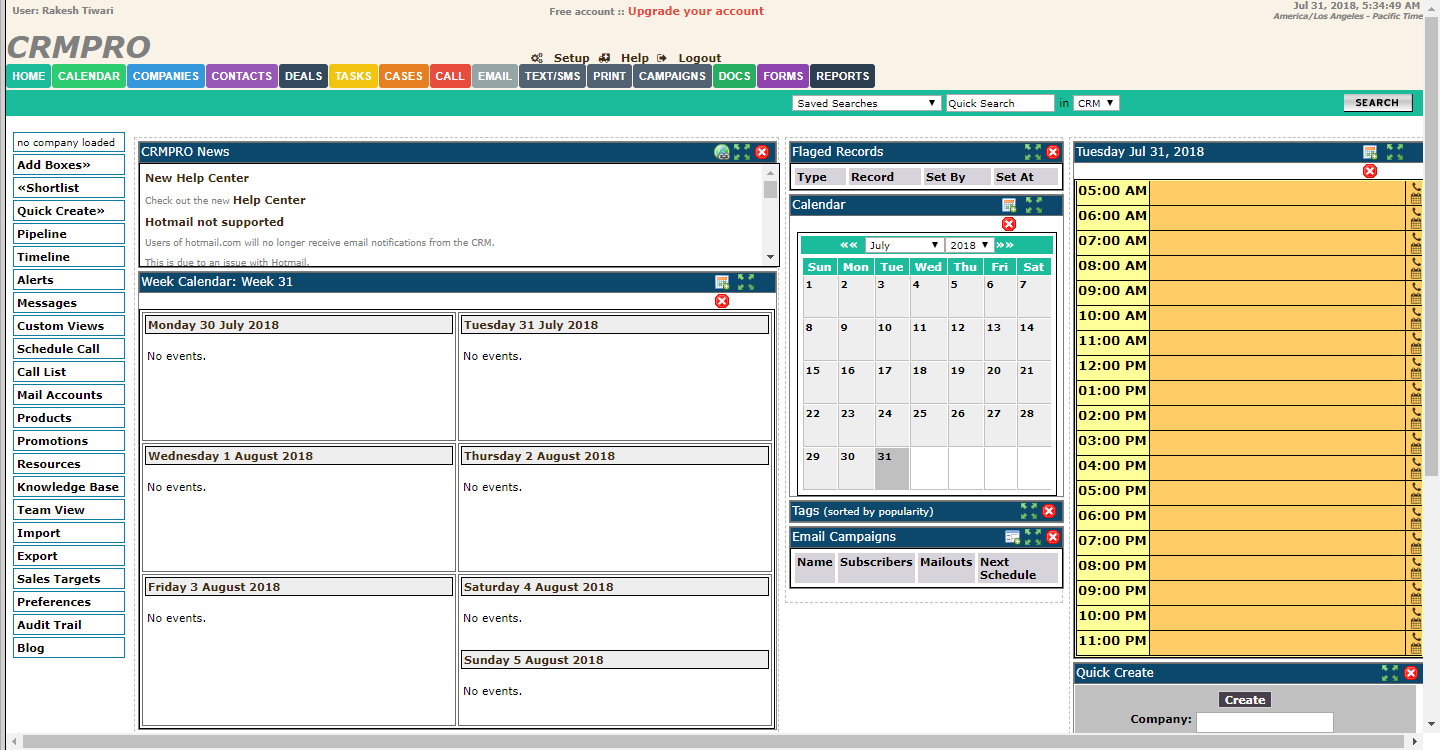 User: Rakesh Tiwari
Free account :: Upgrade your account
Jul 31, 2018, 5:34:49 AM
America/Los Angeles - Pacific Time
CRMPRO
Setup Help Logout
HOME CALENDAR COMPANIES CONTACTS DEALS TASKS CASES CALL EMAIL TEXT/SMS PRINT CAMPAIGNS DOCS FORMS REPORTS
Saved Searches Quick Search in CRM SEARCH
no company loaded
Add Boxes»
«Shortlist
Quick Create»
Pipeline
Timeline
Alerts
Messages
Custom Views
Schedule Call
Call List
Mail Accounts
Products
Promotions
Resources
Knowledge Base
Team View
Import
Export
Sales Targets
Preferences
Audit Trail
Blog
CRMPRO News
New Help Center
Check out the new Help Center
Hotmail not supported
Users of hotmail.com will no longer receive email notifications from the CRM.
This is due to an issue with Hotmail.
Week Calendar: Week 31
Monday 30 July 2018
No events.
Tuesday 31 July 2018
No events.
Wednesday 1 August 2018
No events.
Thursday 2 August 2018
No events.
Friday 3 August 2018
No events.
Saturday 4 August 2018
No events.
Sunday 5 August 2018
No events.
Flaged Records
Type Record Set By Set At
Calendar
«« July 2018 »»
Sun Mon Tue Wed Thu Fri Sat
1 2 3 4 5 6 7
8 9 10 11 12 13 14
15 16 17 18 19 20 21
22 23 24 25 26 27 28
29 30 31
Tags (sorted by popularity)
Email Campaigns
Name Subscribers Mailouts Next
Schedule
Tuesday Jul 31, 2018
05:00 AM
06:00 AM
07:00 AM
08:00 AM
09:00 AM
10:00 AM
11:00 AM
12:00 PM
01:00 PM
02:00 PM
03:00 PM
04:00 PM
05:00 PM
06:00 PM
07:00 PM
08:00 PM
09:00 PM
10:00 PM
11:00 PM
Quick Create
Create
Company: